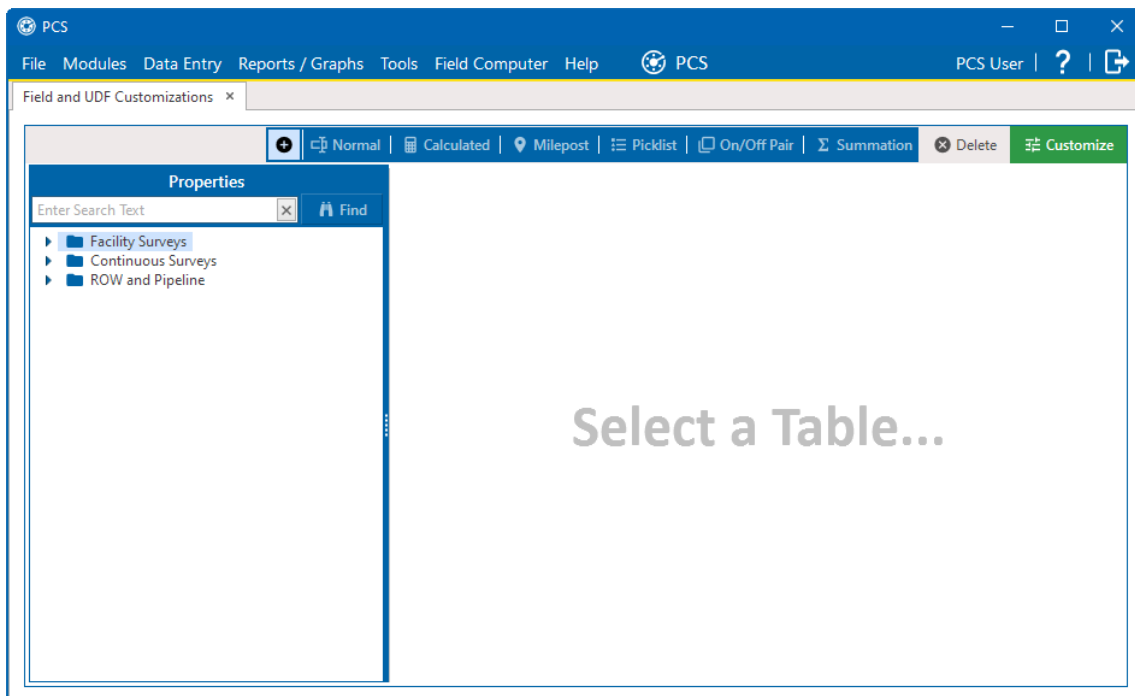 PCS
File Modules Data Entry Reports / Graphs Tools Field Computer Help PCS PCS User | ? |
Field and UDF Customizations ×
Normal | Calculated | Milepost | Picklist | On/Off Pair | Σ Summation Delete Customize
Properties
Enter Search Text × Find
Facility Surveys
Continuous Surveys
ROW and Pipeline
Select a Table...